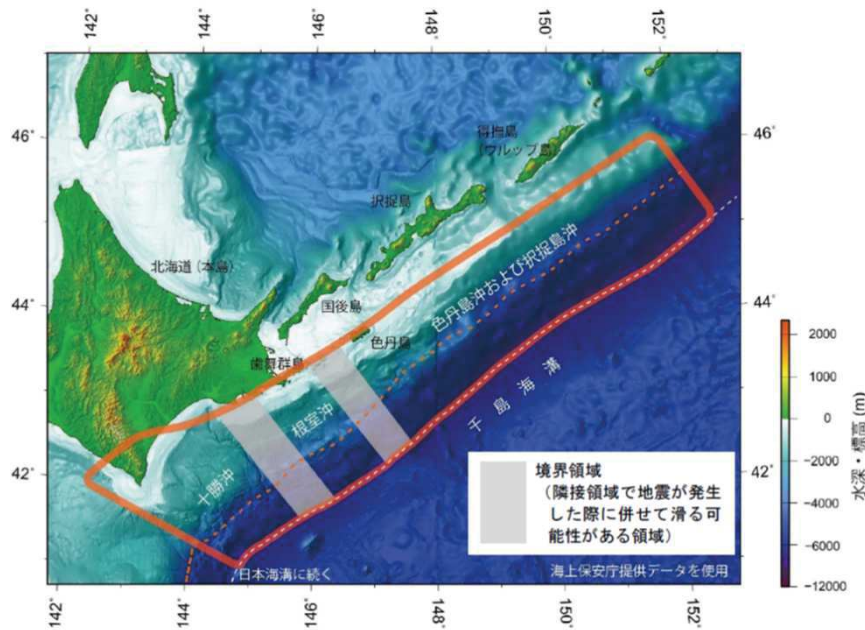 142°
144°
146°
148°
150°
152°
46°
46°
得撫島
(ウルップ島)
択捉島
北海道(本島)
色丹島沖および択捉島沖
44°
44°
国後島
色丹島
歯舞群島
根室沖
千島海溝
十勝沖
42°
42°
境界領域
(隣接領域で地震が発生
した際に併せて滑る可
能性がある領域)
日本海溝に続く
海上保安庁提供データを使用
142°
144°
146°
148°
150°
152°
2000
1000
0
-2000
-4000
-6000
-12000
水深・標高 (m)